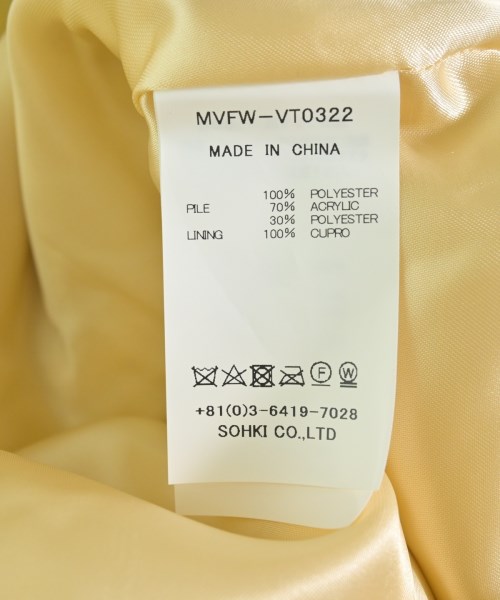 MVFW-VT0322
MADE IN CHINA
100% POLYESTER
PILE 70% ACRYLIC
30% POLYESTER
LINING 100% CUPRO
F W
+81(0)3-6419-7028
SOHKI CO.,LTD